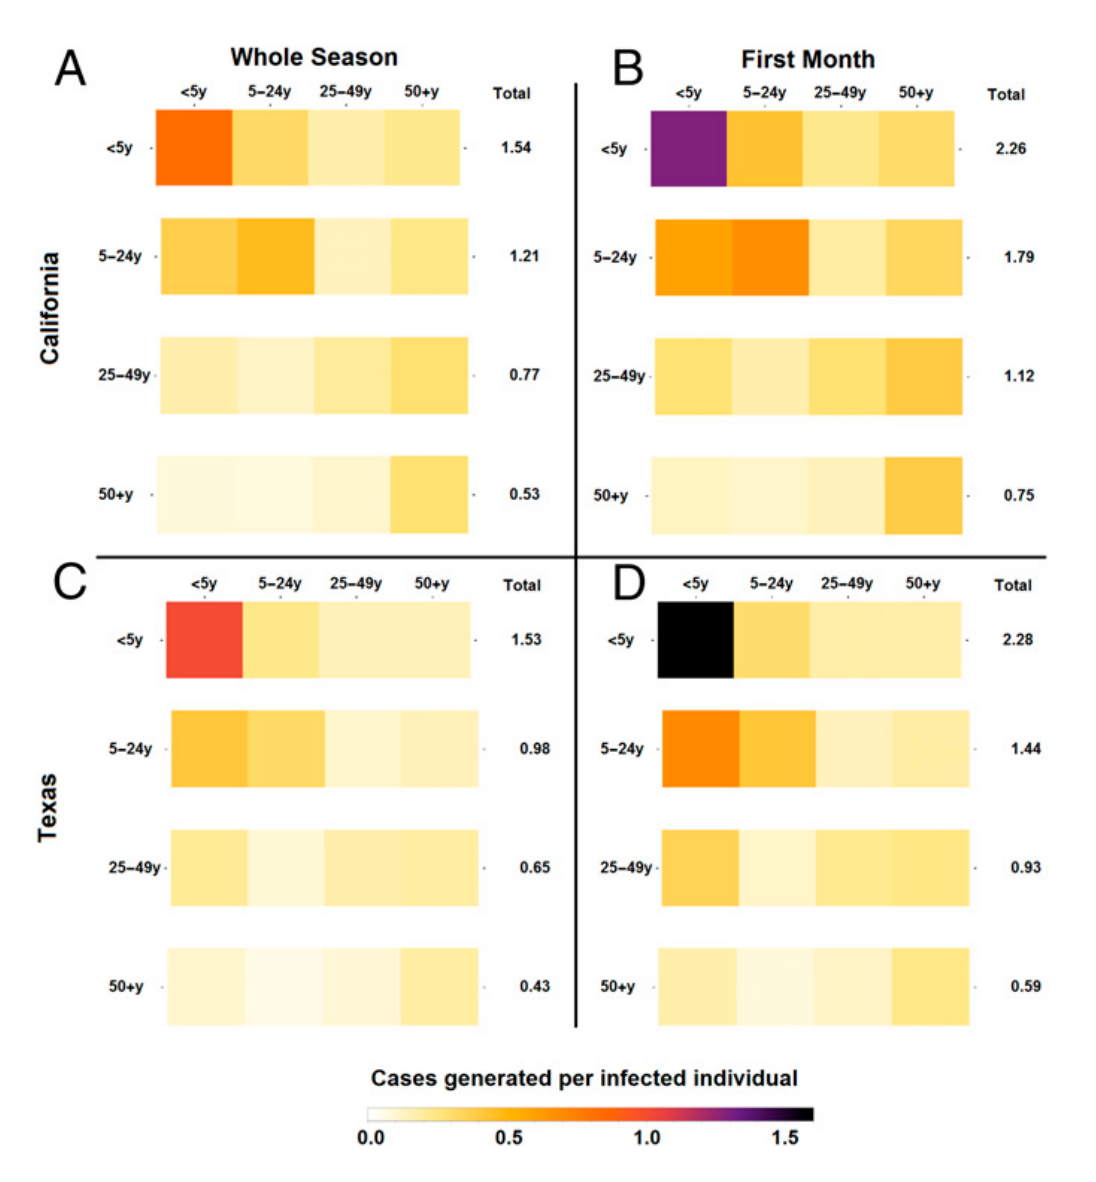 A
Whole Season
<5y 5–24y 25–49y 50+y Total
<5y 1.54
5–24y 1.21
25–49y 0.77
50+y 0.53
California
B
First Month
<5y 5–24y 25–49y 50+y Total
<5y 2.26
5–24y 1.79
25–49y 1.12
50+y 0.75
C
<5y 5–24y 25–49y 50+y Total
<5y 1.53
5–24y 0.98
25–49y 0.65
50+y 0.43
Texas
D
<5y 5–24y 25–49y 50+y Total
<5y 2.28
5–24y 1.44
25–49y 0.93
50+y 0.59
Cases generated per infected individual
0.0 0.5 1.0 1.5